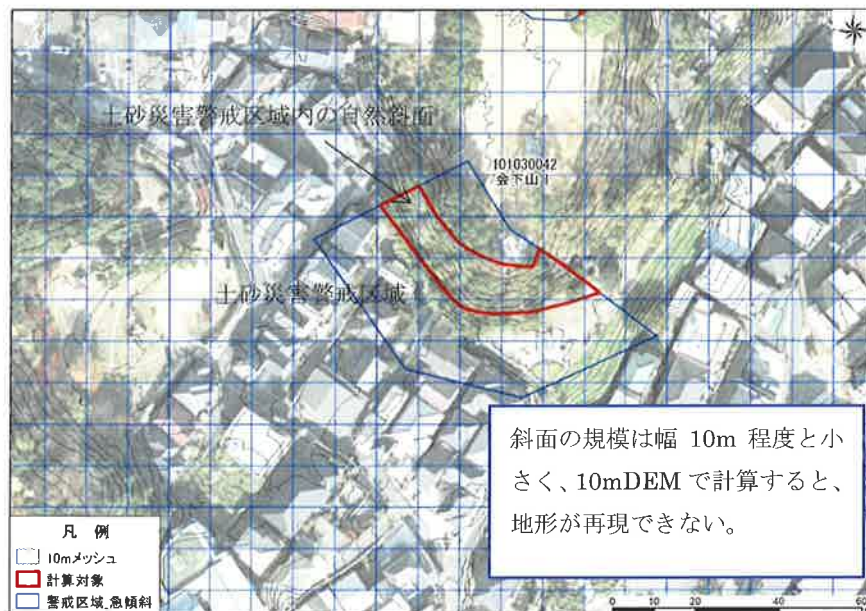 土砂災害警戒区域内の自然斜面
101030042
会下山 1
土砂災害警戒区域
斜面の規模は幅 10m 程度と小
さく、10mDEM で計算すると、
地形が再現できない。
凡 例
10mメッシュ
計算対象
警戒区域_急傾斜
0 10 20 40 60